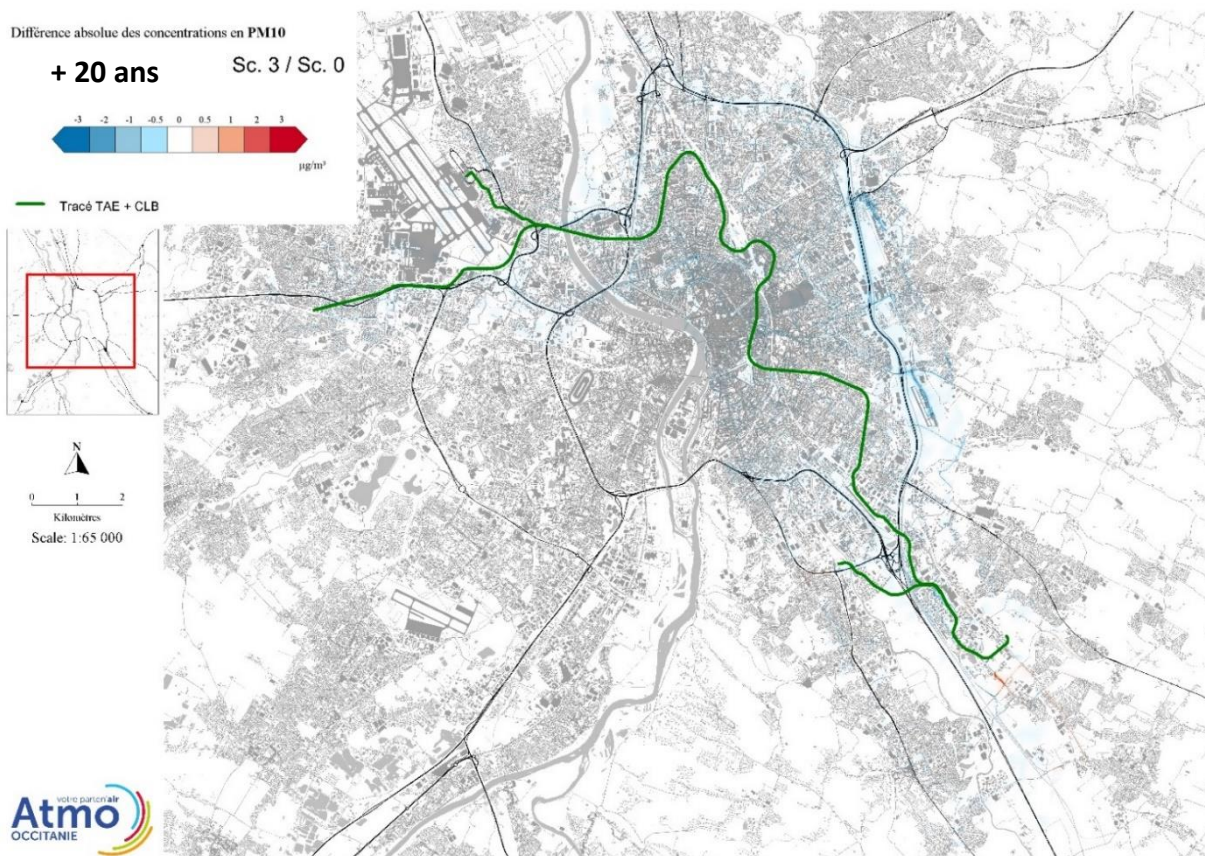 Différence absolue des concentrations en PM10
+ 20 ans
Sc. 3 / Sc. 0
-3 -2 -1 -0.5 0 0.5 1 2 3
µg/m³
Tracé TAE + CLB
N
0 1 2
Kilomètres
Scale: 1:65 000
votre parten'air
Atmo
OCCITANIE